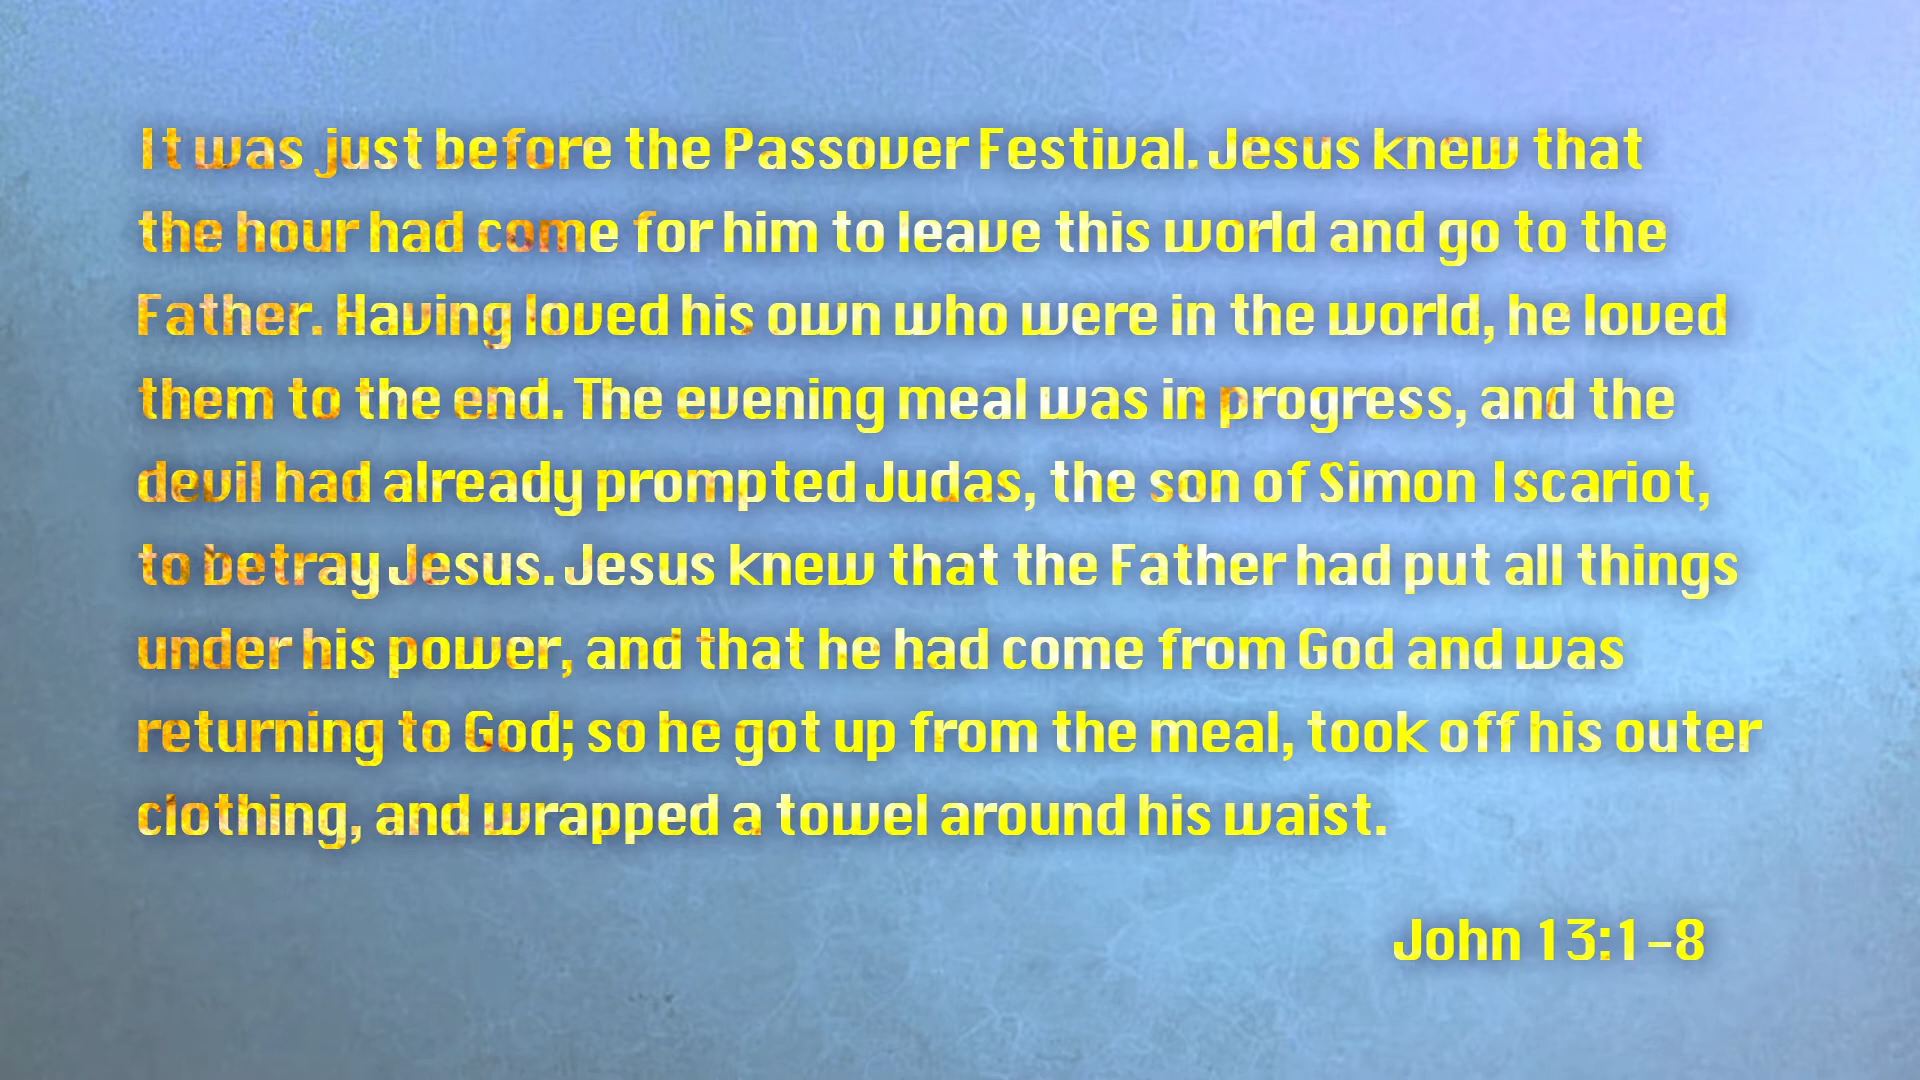 It was just before the Passover Festival. Jesus knew that
the hour had come for him to leave this world and go to the
Father. Having loved his own who were in the world, he loved
them to the end. The evening meal was in progress, and the
devil had already prompted Judas, the son of Simon Iscariot,
to betray Jesus. Jesus knew that the Father had put all things
under his power, and that he had come from God and was
returning to God; so he got up from the meal, took off his outer
clothing, and wrapped a towel around his waist.
John 13:1-8